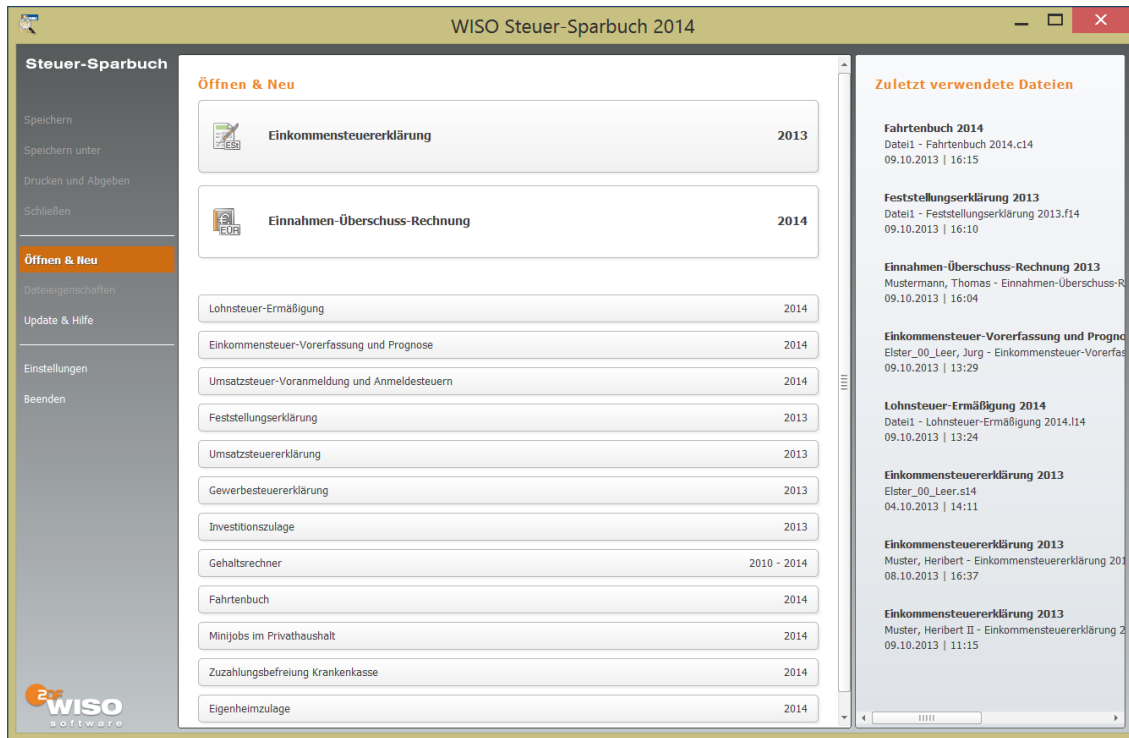 WISO Steuer-Sparbuch 2014
Steuer-Sparbuch
Speichern
Speichern unter
Drucken und Abgeben
Schließen
Öffnen & Neu
Dateieigenschaften
Update & Hilfe
Einstellungen
Beenden
ZDF
WISO
software
Öffnen & Neu
ESt
Einkommensteuererklärung 2013
EÜR
Einnahmen-Überschuss-Rechnung 2014
Lohnsteuer-Ermäßigung 2014
Einkommensteuer-Vorerfassung und Prognose 2014
Umsatzsteuer-Voranmeldung und Anmeldesteuern 2014
Feststellungserklärung 2013
Umsatzsteuererklärung 2013
Gewerbesteuererklärung 2013
Investitionszulage 2013
Gehaltsrechner 2010 - 2014
Fahrtenbuch 2014
Minijobs im Privathaushalt 2014
Zuzahlungsbefreiung Krankenkasse 2014
Eigenheimzulage 2014
Zuletzt verwendete Dateien
Fahrtenbuch 2014
Datei1 - Fahrtenbuch 2014.c14
09.10.2013 | 16:15
Feststellungserklärung 2013
Datei1 - Feststellungserklärung 2013.f14
09.10.2013 | 16:10
Einnahmen-Überschuss-Rechnung 2013
Mustermann, Thomas - Einnahmen-Überschuss-R
09.10.2013 | 16:04
Einkommensteuer-Vorerfassung und Progno
Elster_00_Leer, Jurg - Einkommensteuer-Vorerfas
09.10.2013 | 13:29
Lohnsteuer-Ermäßigung 2014
Datei1 - Lohnsteuer-Ermäßigung 2014.l14
09.10.2013 | 13:24
Einkommensteuererklärung 2013
Elster_00_Leer.s14
04.10.2013 | 14:11
Einkommensteuererklärung 2013
Muster, Heribert - Einkommensteuererklärung 201
08.10.2013 | 16:37
Einkommensteuererklärung 2013
Muster, Heribert II - Einkommensteuererklärung 2
09.10.2013 | 11:15